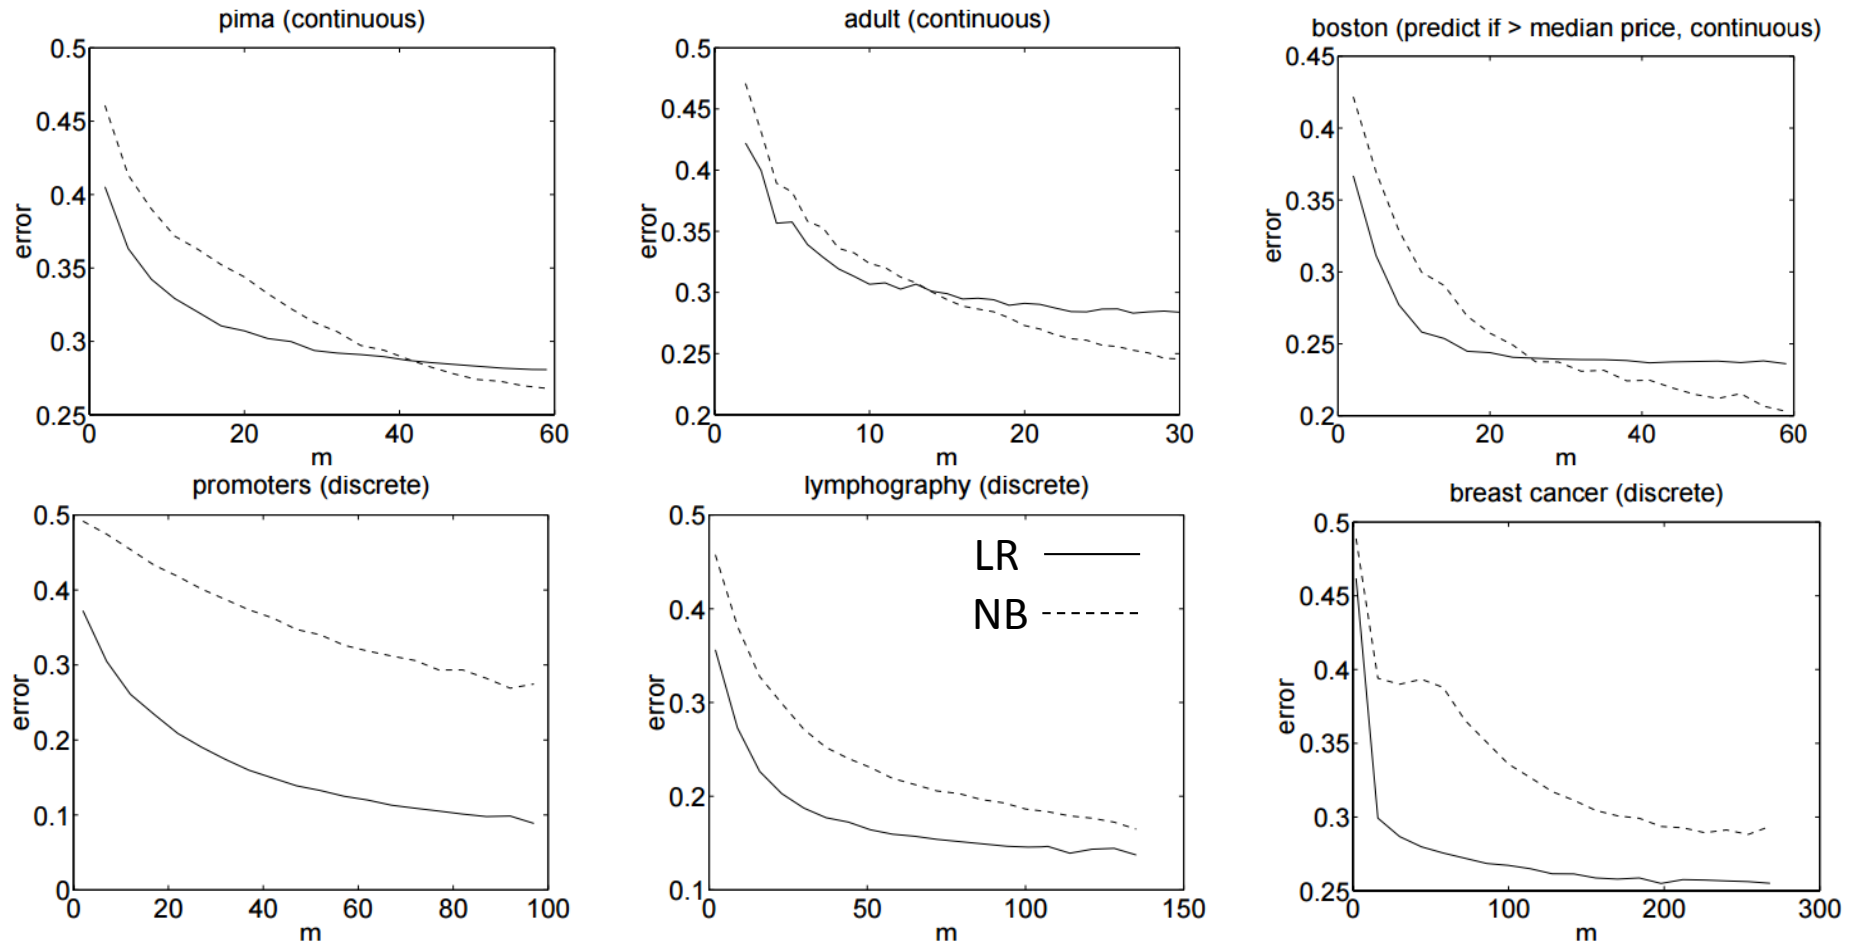 pima (continuous)
0.5
0.45
0.4
0.35
0.3
0.25
error
0 20 40 60
m
adult (continuous)
0.5
0.45
0.4
0.35
0.3
0.25
0.2
error
0 10 20 30
m
boston (predict if > median price, continuous)
0.45
0.4
0.35
0.3
0.25
0.2
error
0 20 40 60
m
promoters (discrete)
0.5
0.4
0.3
0.2
0.1
0
error
0 20 40 60 80 100
m
lymphography (discrete)
0.5
0.4
0.3
0.2
0.1
error
LR
NB
0 50 100 150
m
breast cancer (discrete)
0.5
0.45
0.4
0.35
0.3
0.25
error
0 100 200 300
m